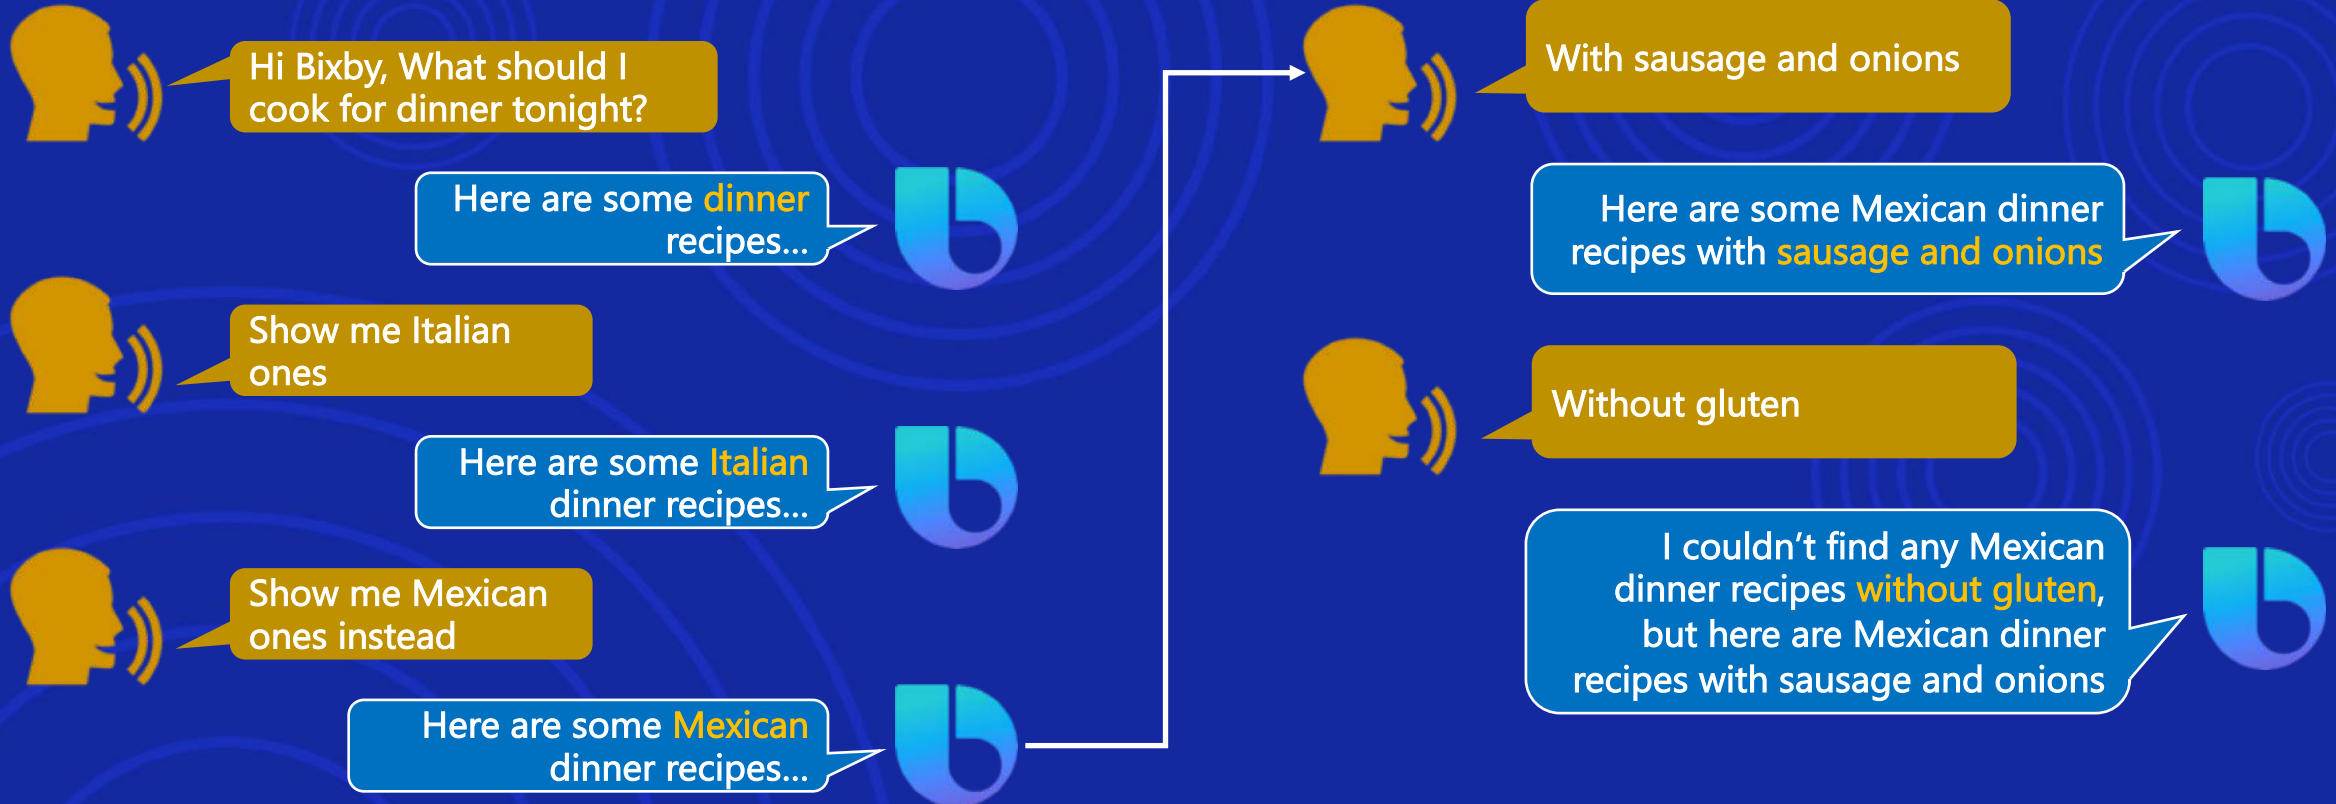 Hi Bixby, What should I
cook for dinner tonight?
Here are some dinner
recipes...
Show me Italian
ones
Here are some Italian
dinner recipes...
Show me Mexican
ones instead
Here are some Mexican
dinner recipes...
With sausage and onions
Here are some Mexican dinner
recipes with sausage and onions
Without gluten
I couldn’t find any Mexican
dinner recipes without gluten,
but here are Mexican dinner
recipes with sausage and onions